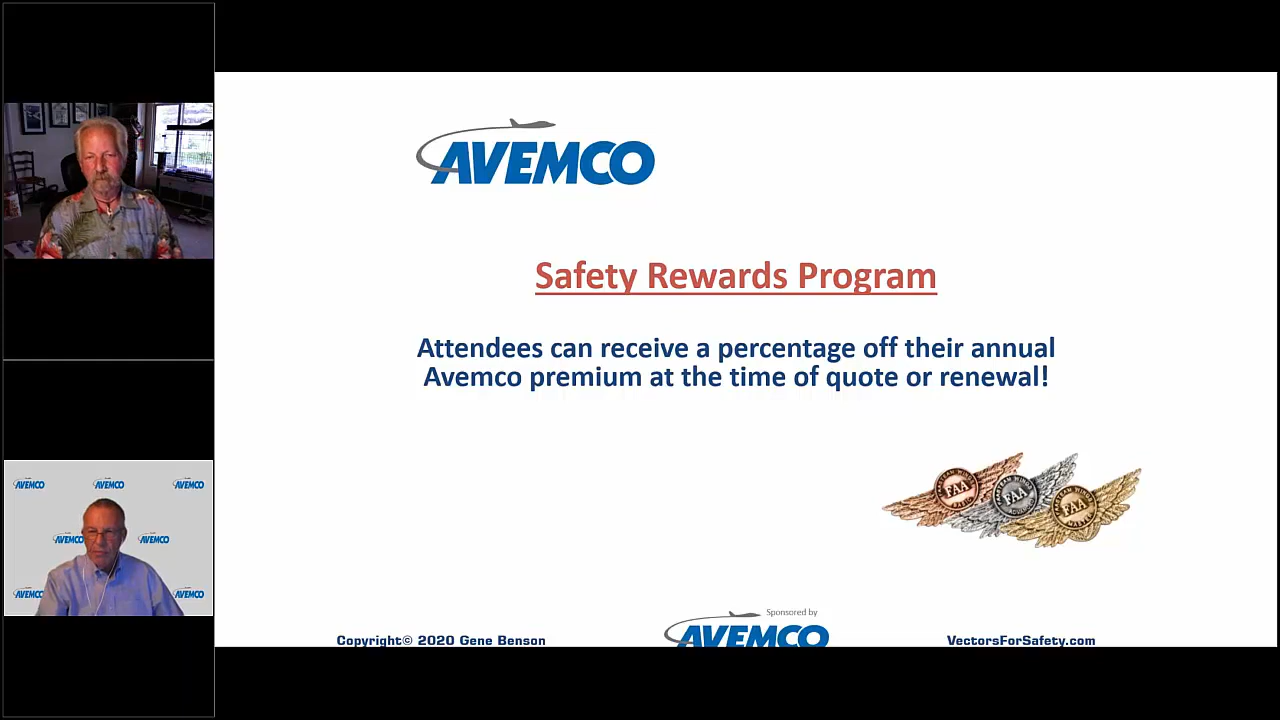 AVEMCO
Safety Rewards Program
Attendees can receive a percentage off their annual
Avemco premium at the time of quote or renewal!
FAA
FAA
FAA
Sponsored by
AVEMCO
Copyright© 2020 Gene Benson
VectorsForSafety.com
AVEMCO
AVEMCO
AVEMCO
AVEMCO
AVEMCO
AVEMCO
AVEMCO